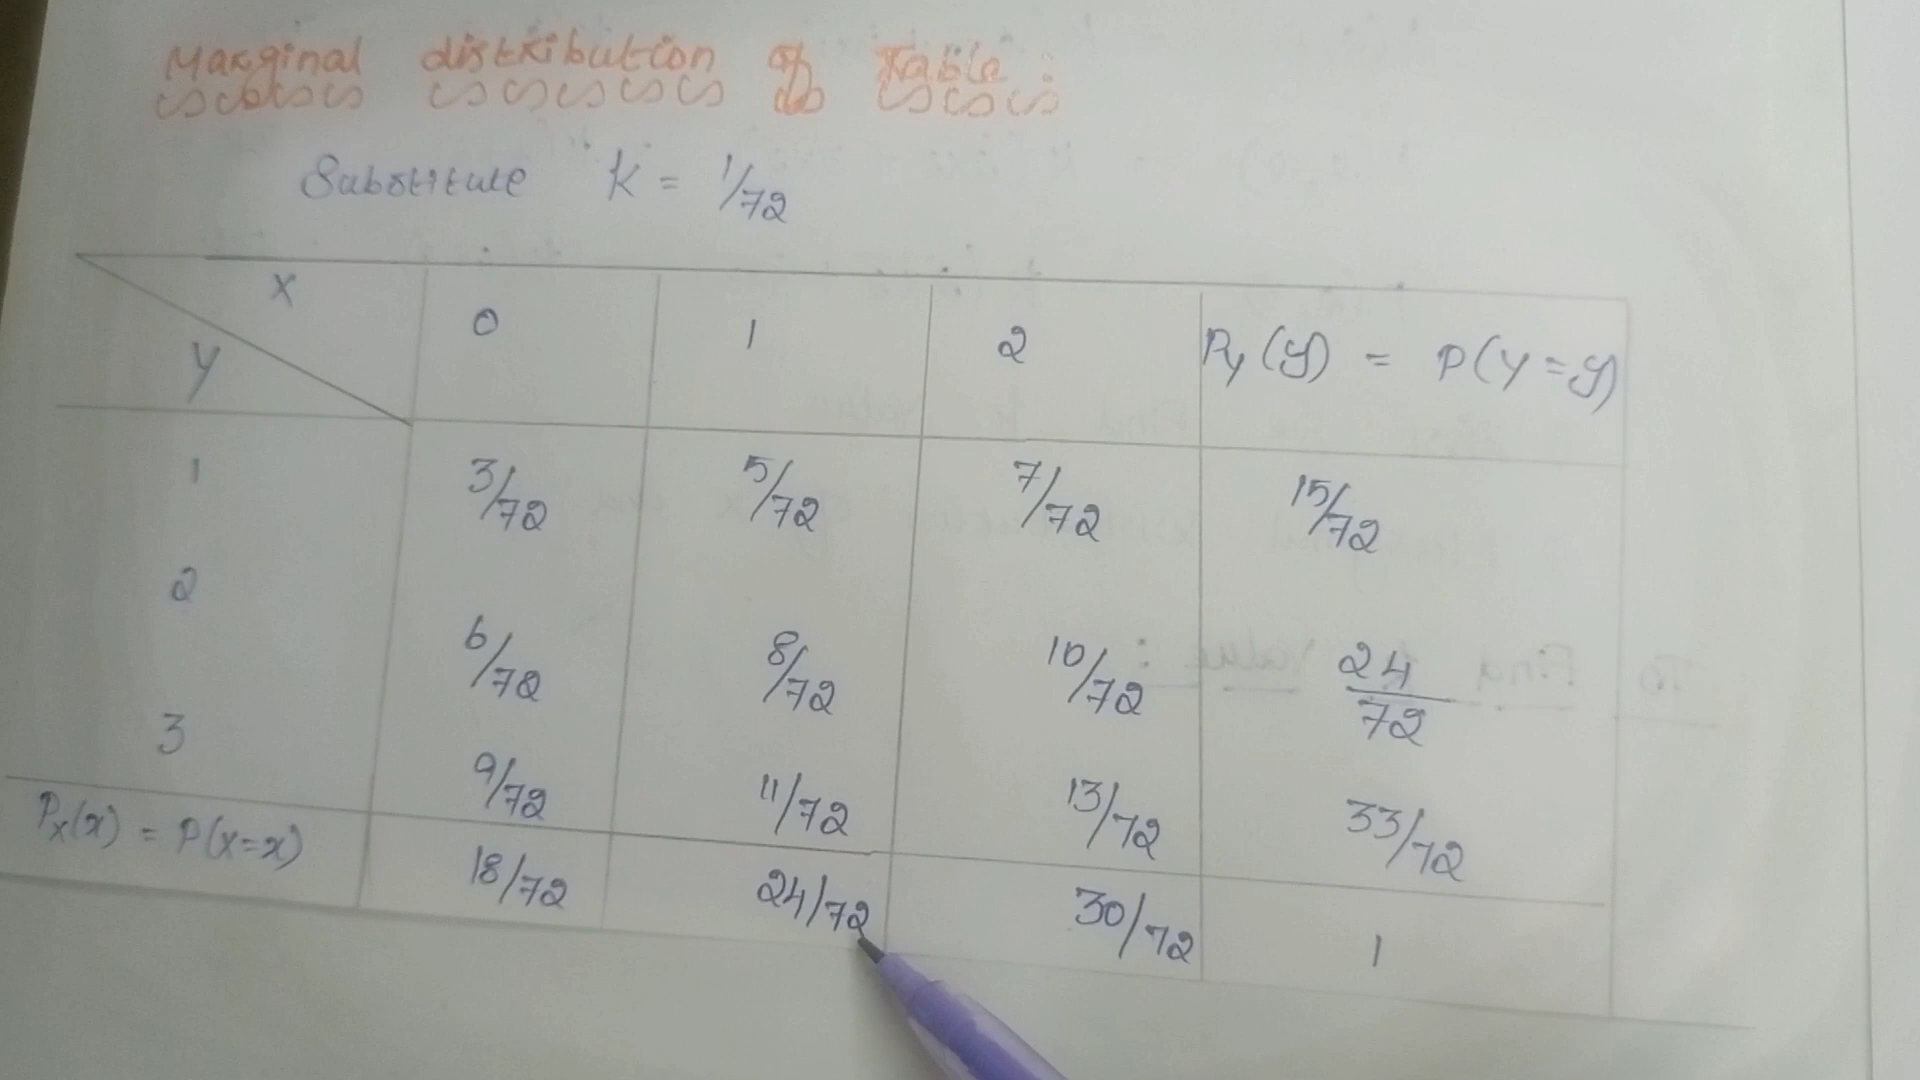 Marginal distribution of Table :
Substitute K = 1/72
X
Y
0 1 2 Py (y) = P(Y=y)
1 3/72 5/72 7/72 15/72
2 6/72 8/72 10/72 24/72
3 9/72 11/72 13/72 33/72
Px(x) = P(X=x) 18/72 24/72 30/72 1